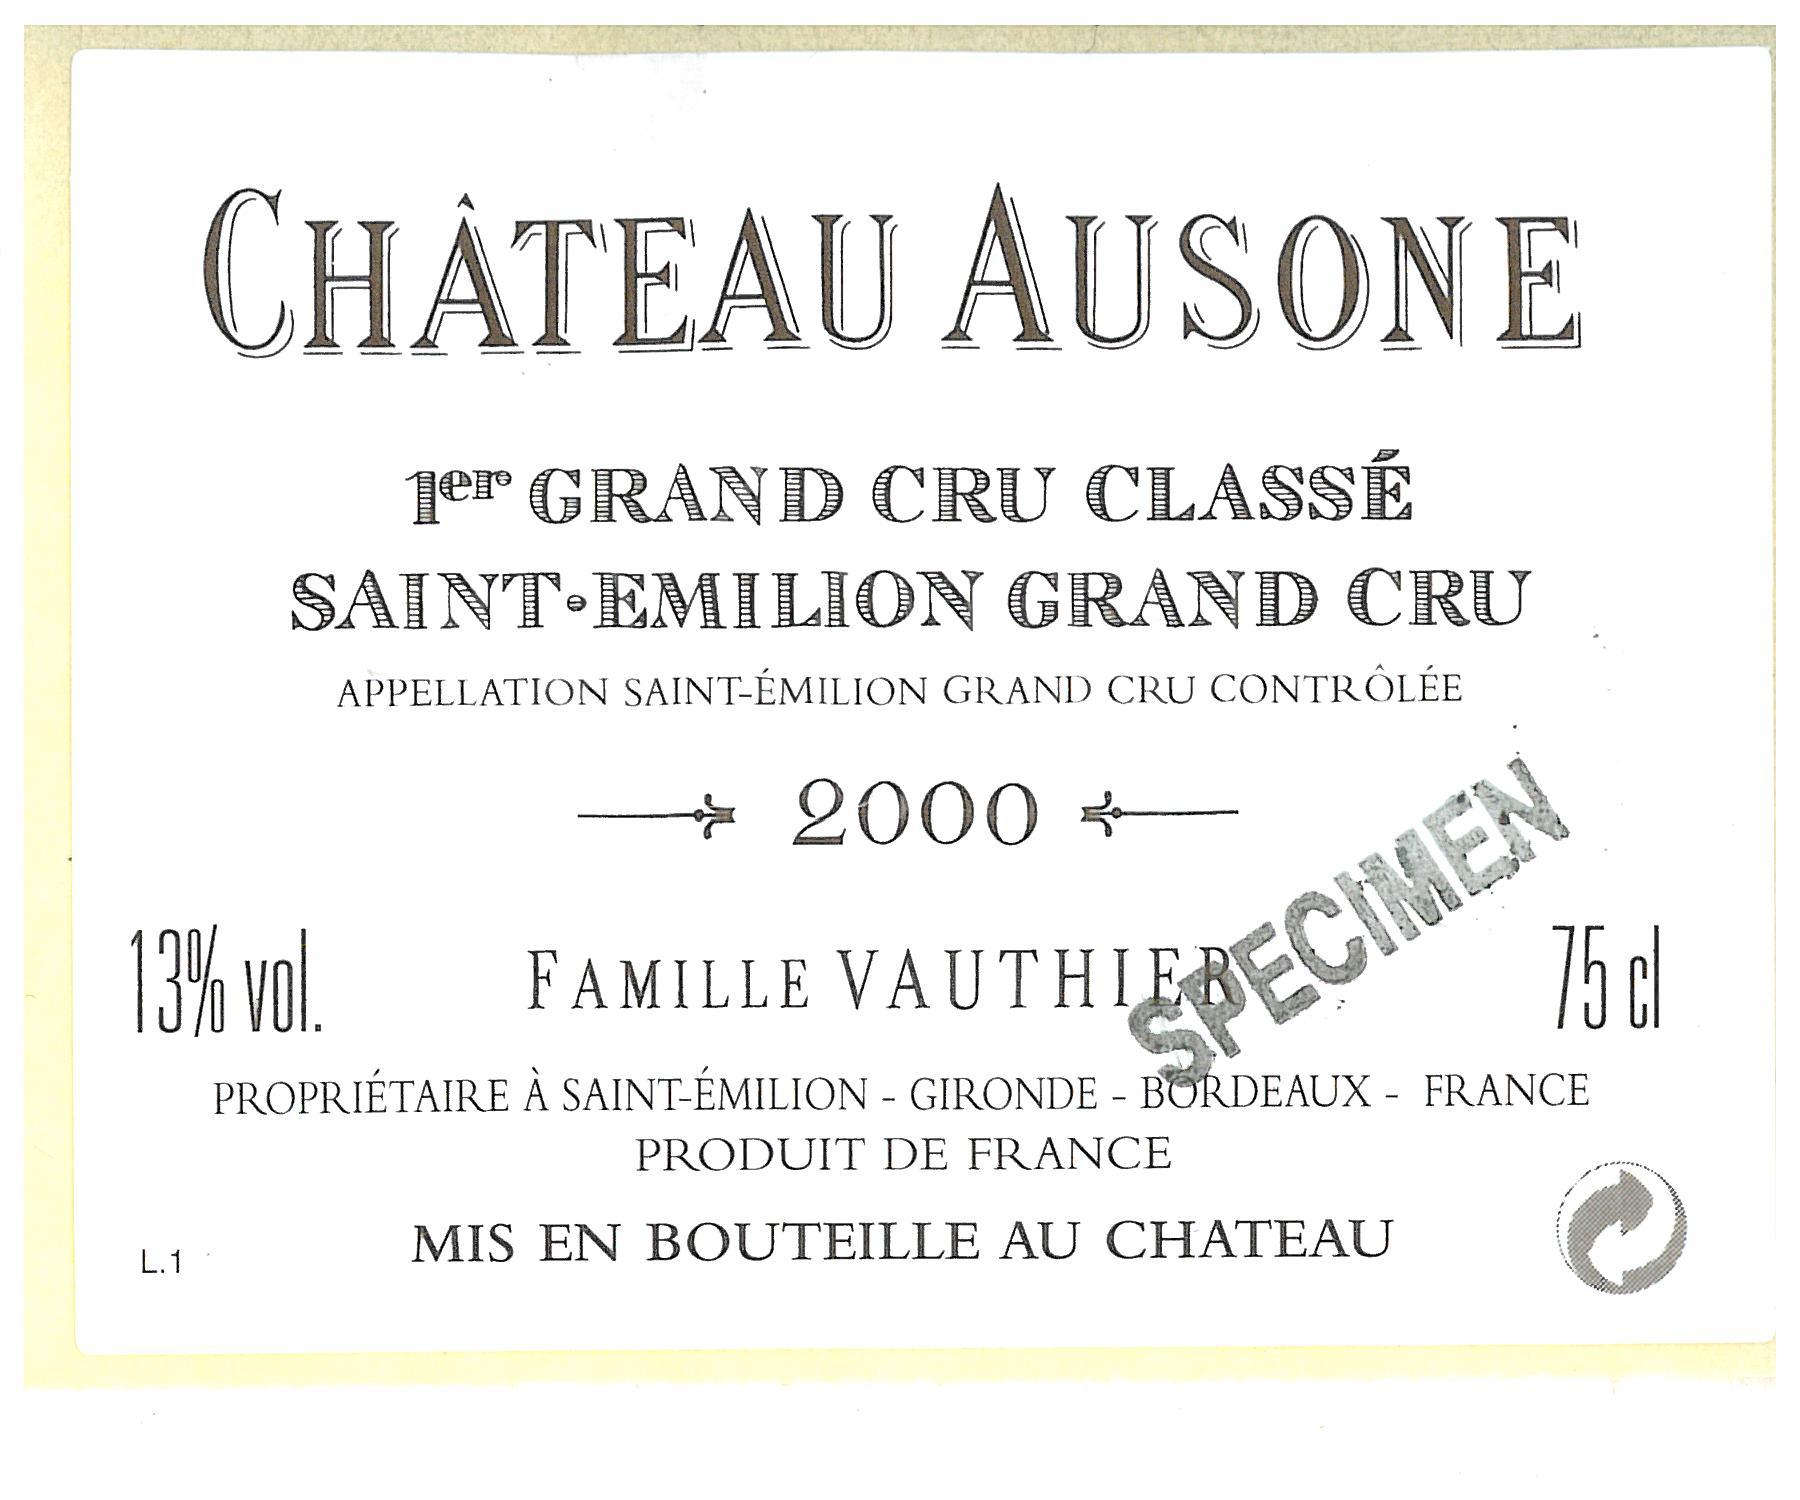 CHÂTEAU AUSONE
1er GRAND CRU CLASSÉ
SAINT•EMILION GRAND CRU
APPELLATION SAINT-ÉMILION GRAND CRU CONTRÔLÉE
2000
SPECIMEN
13% vol. FAMILLE VAUTHIER 75 cl
PROPRIÉTAIRE À SAINT-ÉMILION - GIRONDE - BORDEAUX - FRANCE
PRODUIT DE FRANCE
L.1 MIS EN BOUTEILLE AU CHATEAU